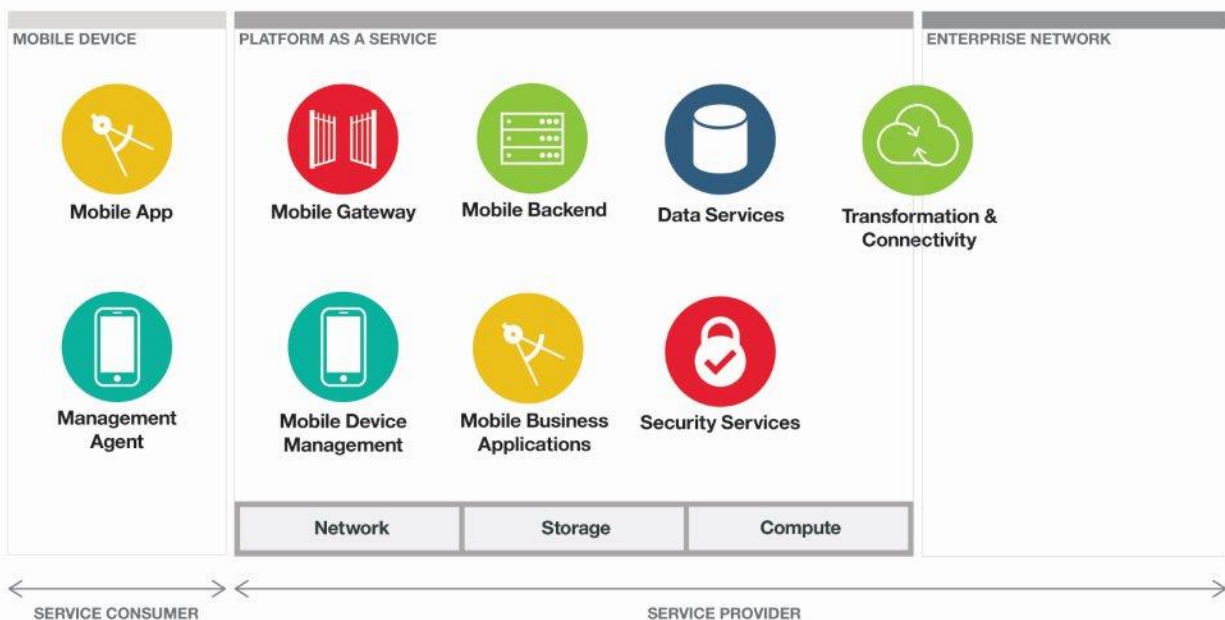 MOBILE DEVICE
PLATFORM AS A SERVICE
ENTERPRISE NETWORK
Mobile App
Mobile Gateway
Mobile Backend
Data Services
Transformation &
Connectivity
Management
Agent
Mobile Device
Management
Mobile Business
Applications
Security Services
Network
Storage
Compute
SERVICE CONSUMER
SERVICE PROVIDER